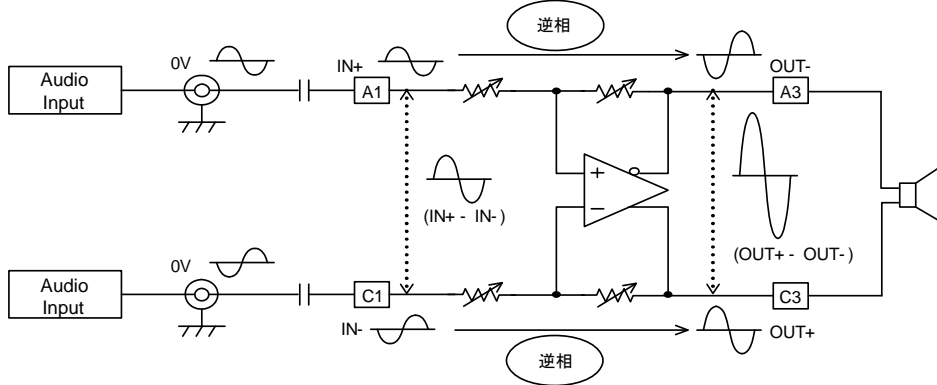 逆相
0V
IN+
OUT-
Audio
Input
A1
A3
+
−
(IN+ - IN-)
(OUT+ - OUT-)
0V
Audio
Input
C1
C3
IN-
OUT+
逆相